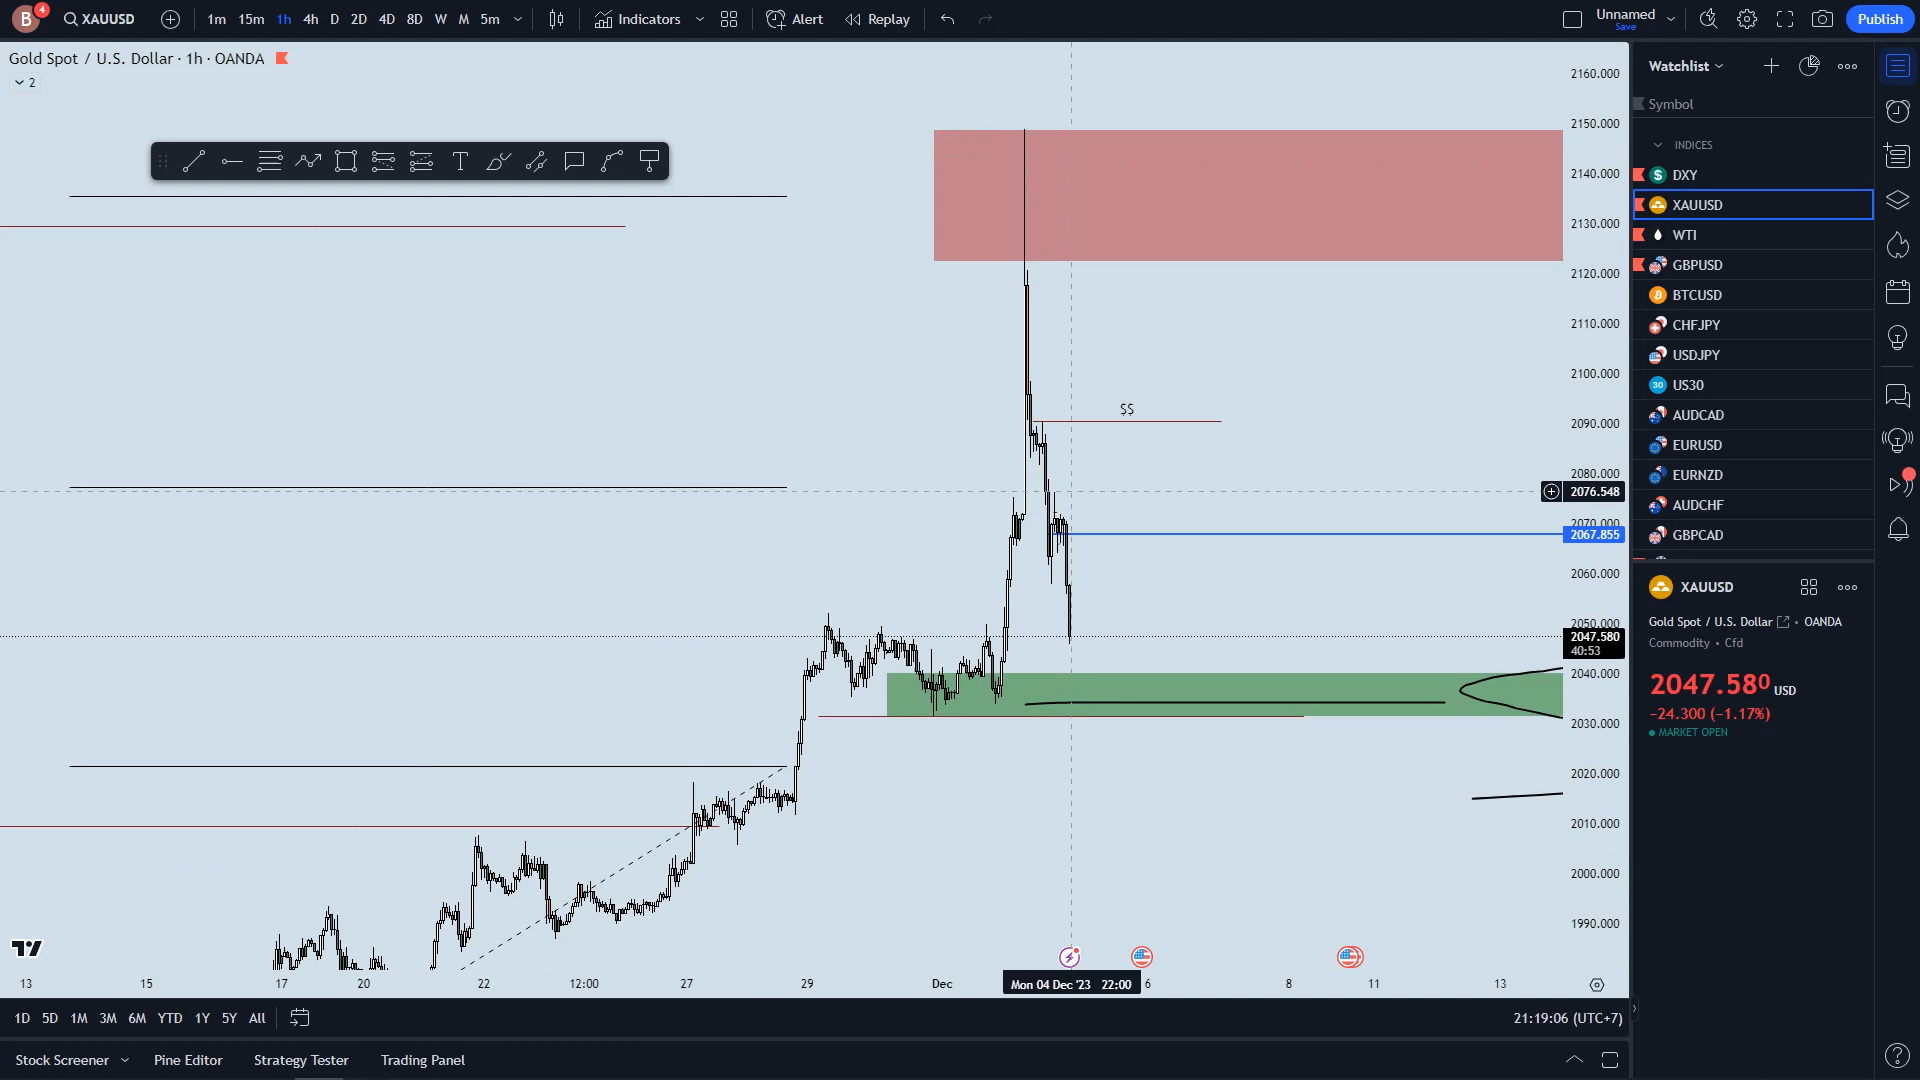 B 4 XAUUSD 1m 15m 1h 4h D 2D 4D 8D W M 5m Indicators Alert Replay Unnamed Save Publish
Gold Spot / U.S. Dollar · 1h · OANDA
2
2160.000
2150.000
2140.000
2130.000
2120.000
2110.000
2100.000
2090.000
2080.000
2076.548
2070.000
2067.855
2060.000
2050.000
2047.580
40:53
2040.000
2030.000
2020.000
2010.000
2000.000
1990.000
$$
13 15 17 20 22 12:00 27 29 Dec Mon 04 Dec '23 22:00 6 8 11 13
1D 5D 1M 3M 6M YTD 1Y 5Y All 21:19:06 (UTC+7)
Stock Screener Pine Editor Strategy Tester Trading Panel
Watchlist
Symbol
INDICES
$ DXY
XAUUSD
WTI
GBPUSD
BTCUSD
CHFJPY
USDJPY
30 US30
AUDCAD
EURUSD
EURNZD
AUDCHF
GBPCAD
XAUUSD
Gold Spot / U.S. Dollar • OANDA
Commodity • Cfd
2047.580 USD
−24.300 (−1.17%)
MARKET OPEN